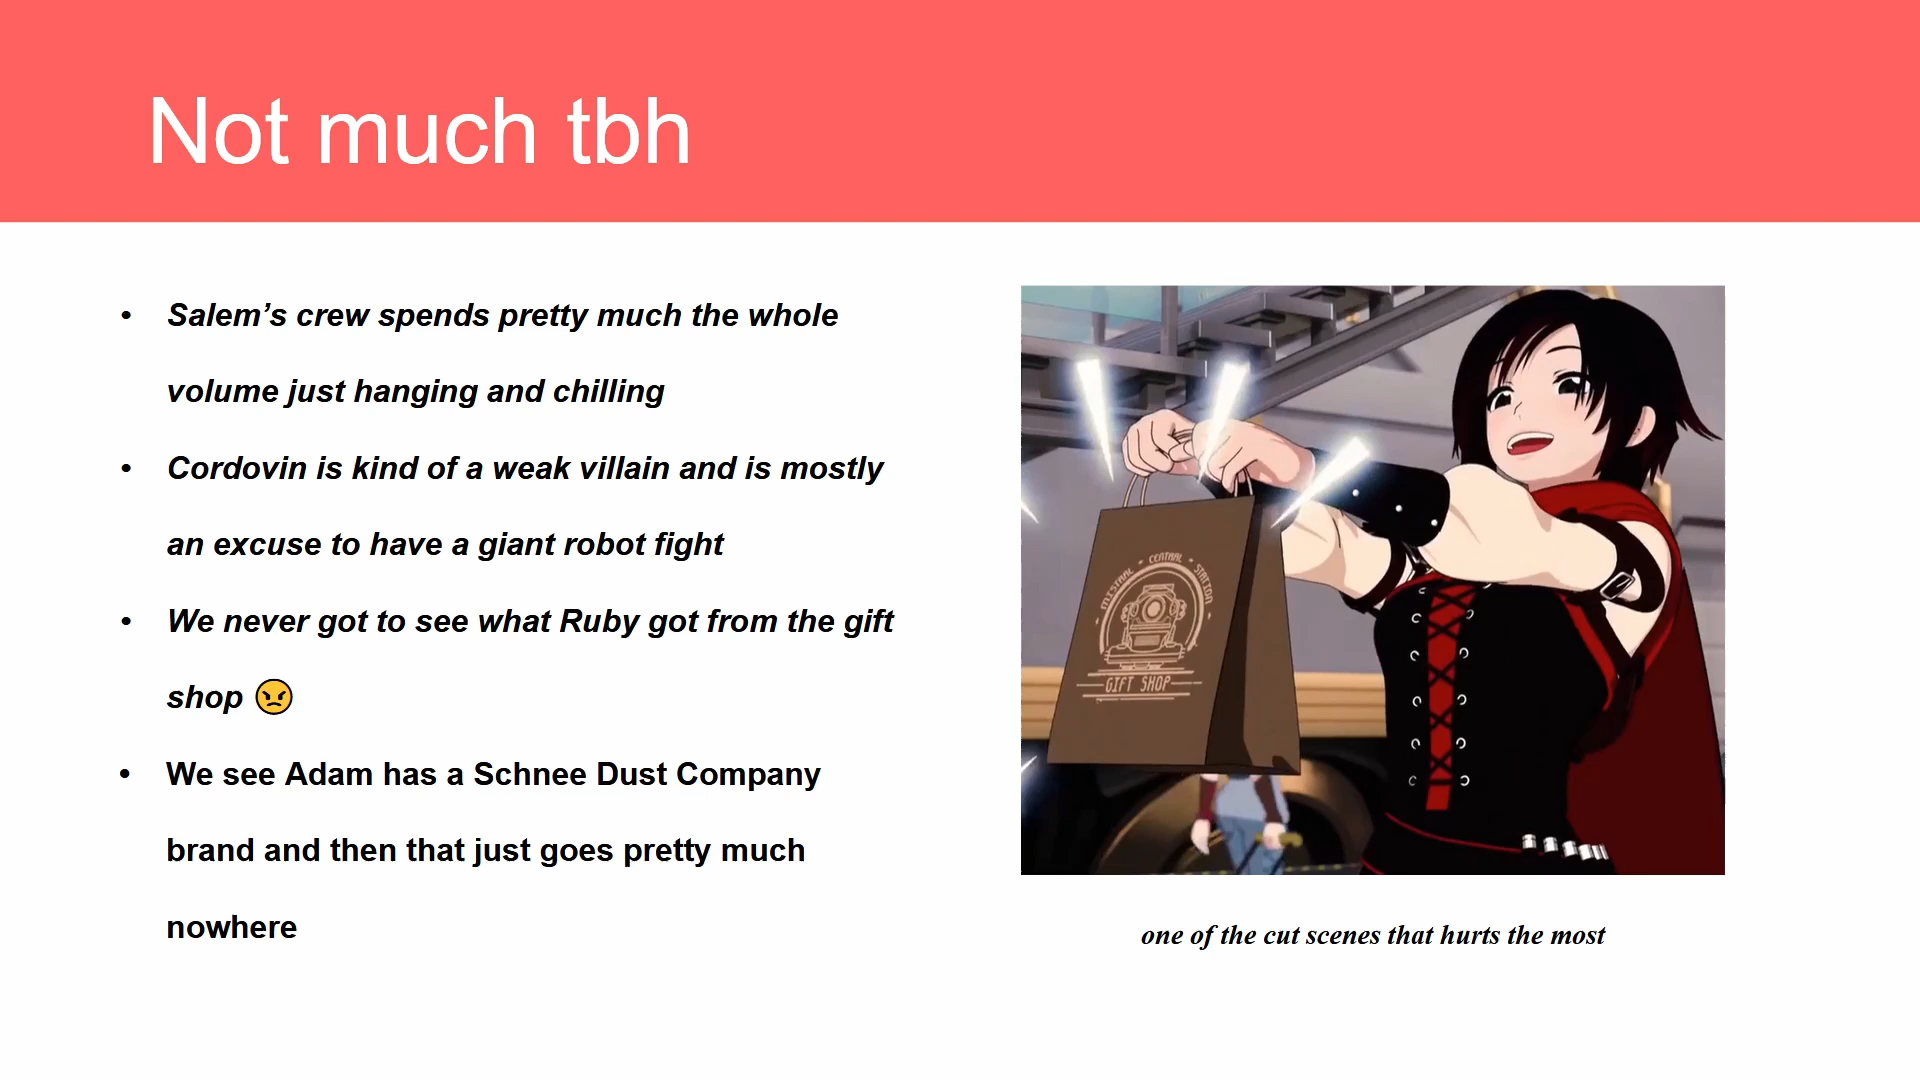 Not much tbh
• Salem’s crew spends pretty much the whole
volume just hanging and chilling
• Cordovin is kind of a weak villain and is mostly
an excuse to have a giant robot fight
• We never got to see what Ruby got from the gift
shop 😠
• We see Adam has a Schnee Dust Company
brand and then that just goes pretty much
nowhere
MISTRAL • CENTRAL • STATION
GIFT SHOP
one of the cut scenes that hurts the most